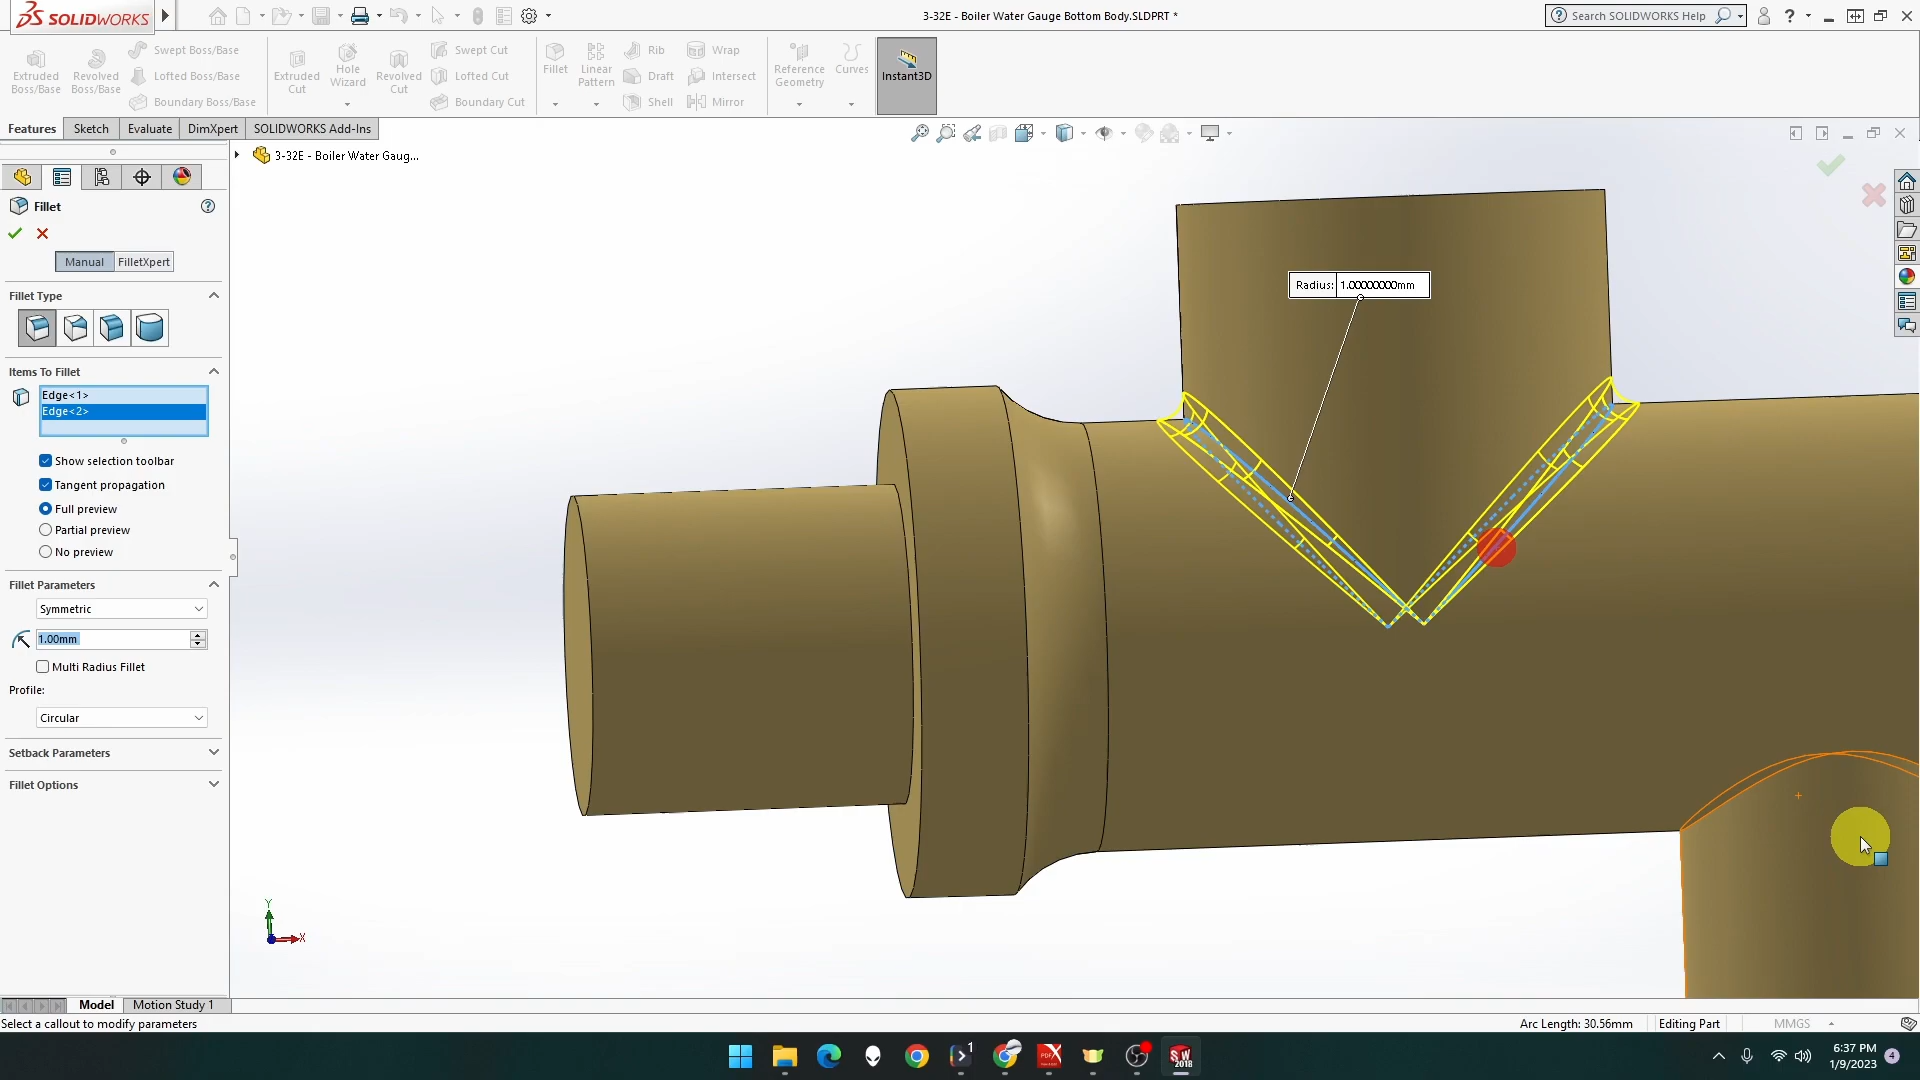 SOLIDWORKS
3-32E - Boiler Water Gauge Bottom Body.SLDPRT *
Search SOLIDWORKS Help
Extruded Boss/Base
Revolved Boss/Base
Swept Boss/Base
Lofted Boss/Base
Boundary Boss/Base
Extruded Cut
Hole Wizard
Revolved Cut
Swept Cut
Lofted Cut
Boundary Cut
Fillet
Linear Pattern
Rib
Draft
Shell
Wrap
Intersect
Mirror
Reference Geometry
Curves
Instant3D
Features
Sketch
Evaluate
DimXpert
SOLIDWORKS Add-Ins
3-32E - Boiler Water Gaug...
Fillet
Manual
FilletXpert
Fillet Type
Items To Fillet
Edge<1>
Edge<2>
Show selection toolbar
Tangent propagation
Full preview
Partial preview
No preview
Fillet Parameters
Symmetric
1.00mm
Multi Radius Fillet
Profile:
Circular
Setback Parameters
Fillet Options
Radius: 1.00000000mm
Y
X
Model
Motion Study 1
Select a callout to modify parameters
Arc Length: 30.56mm
Editing Part
MMGS
1
PDF
SW
2018
6:37 PM
1/9/2023
4